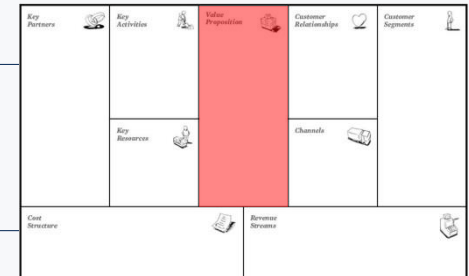 Key
Partners
Key
Activities
Value
Proposition
Customer
Relationships
Customer
Segments
Key
Resources
Channels
Cost
Structure
Revenue
Streams